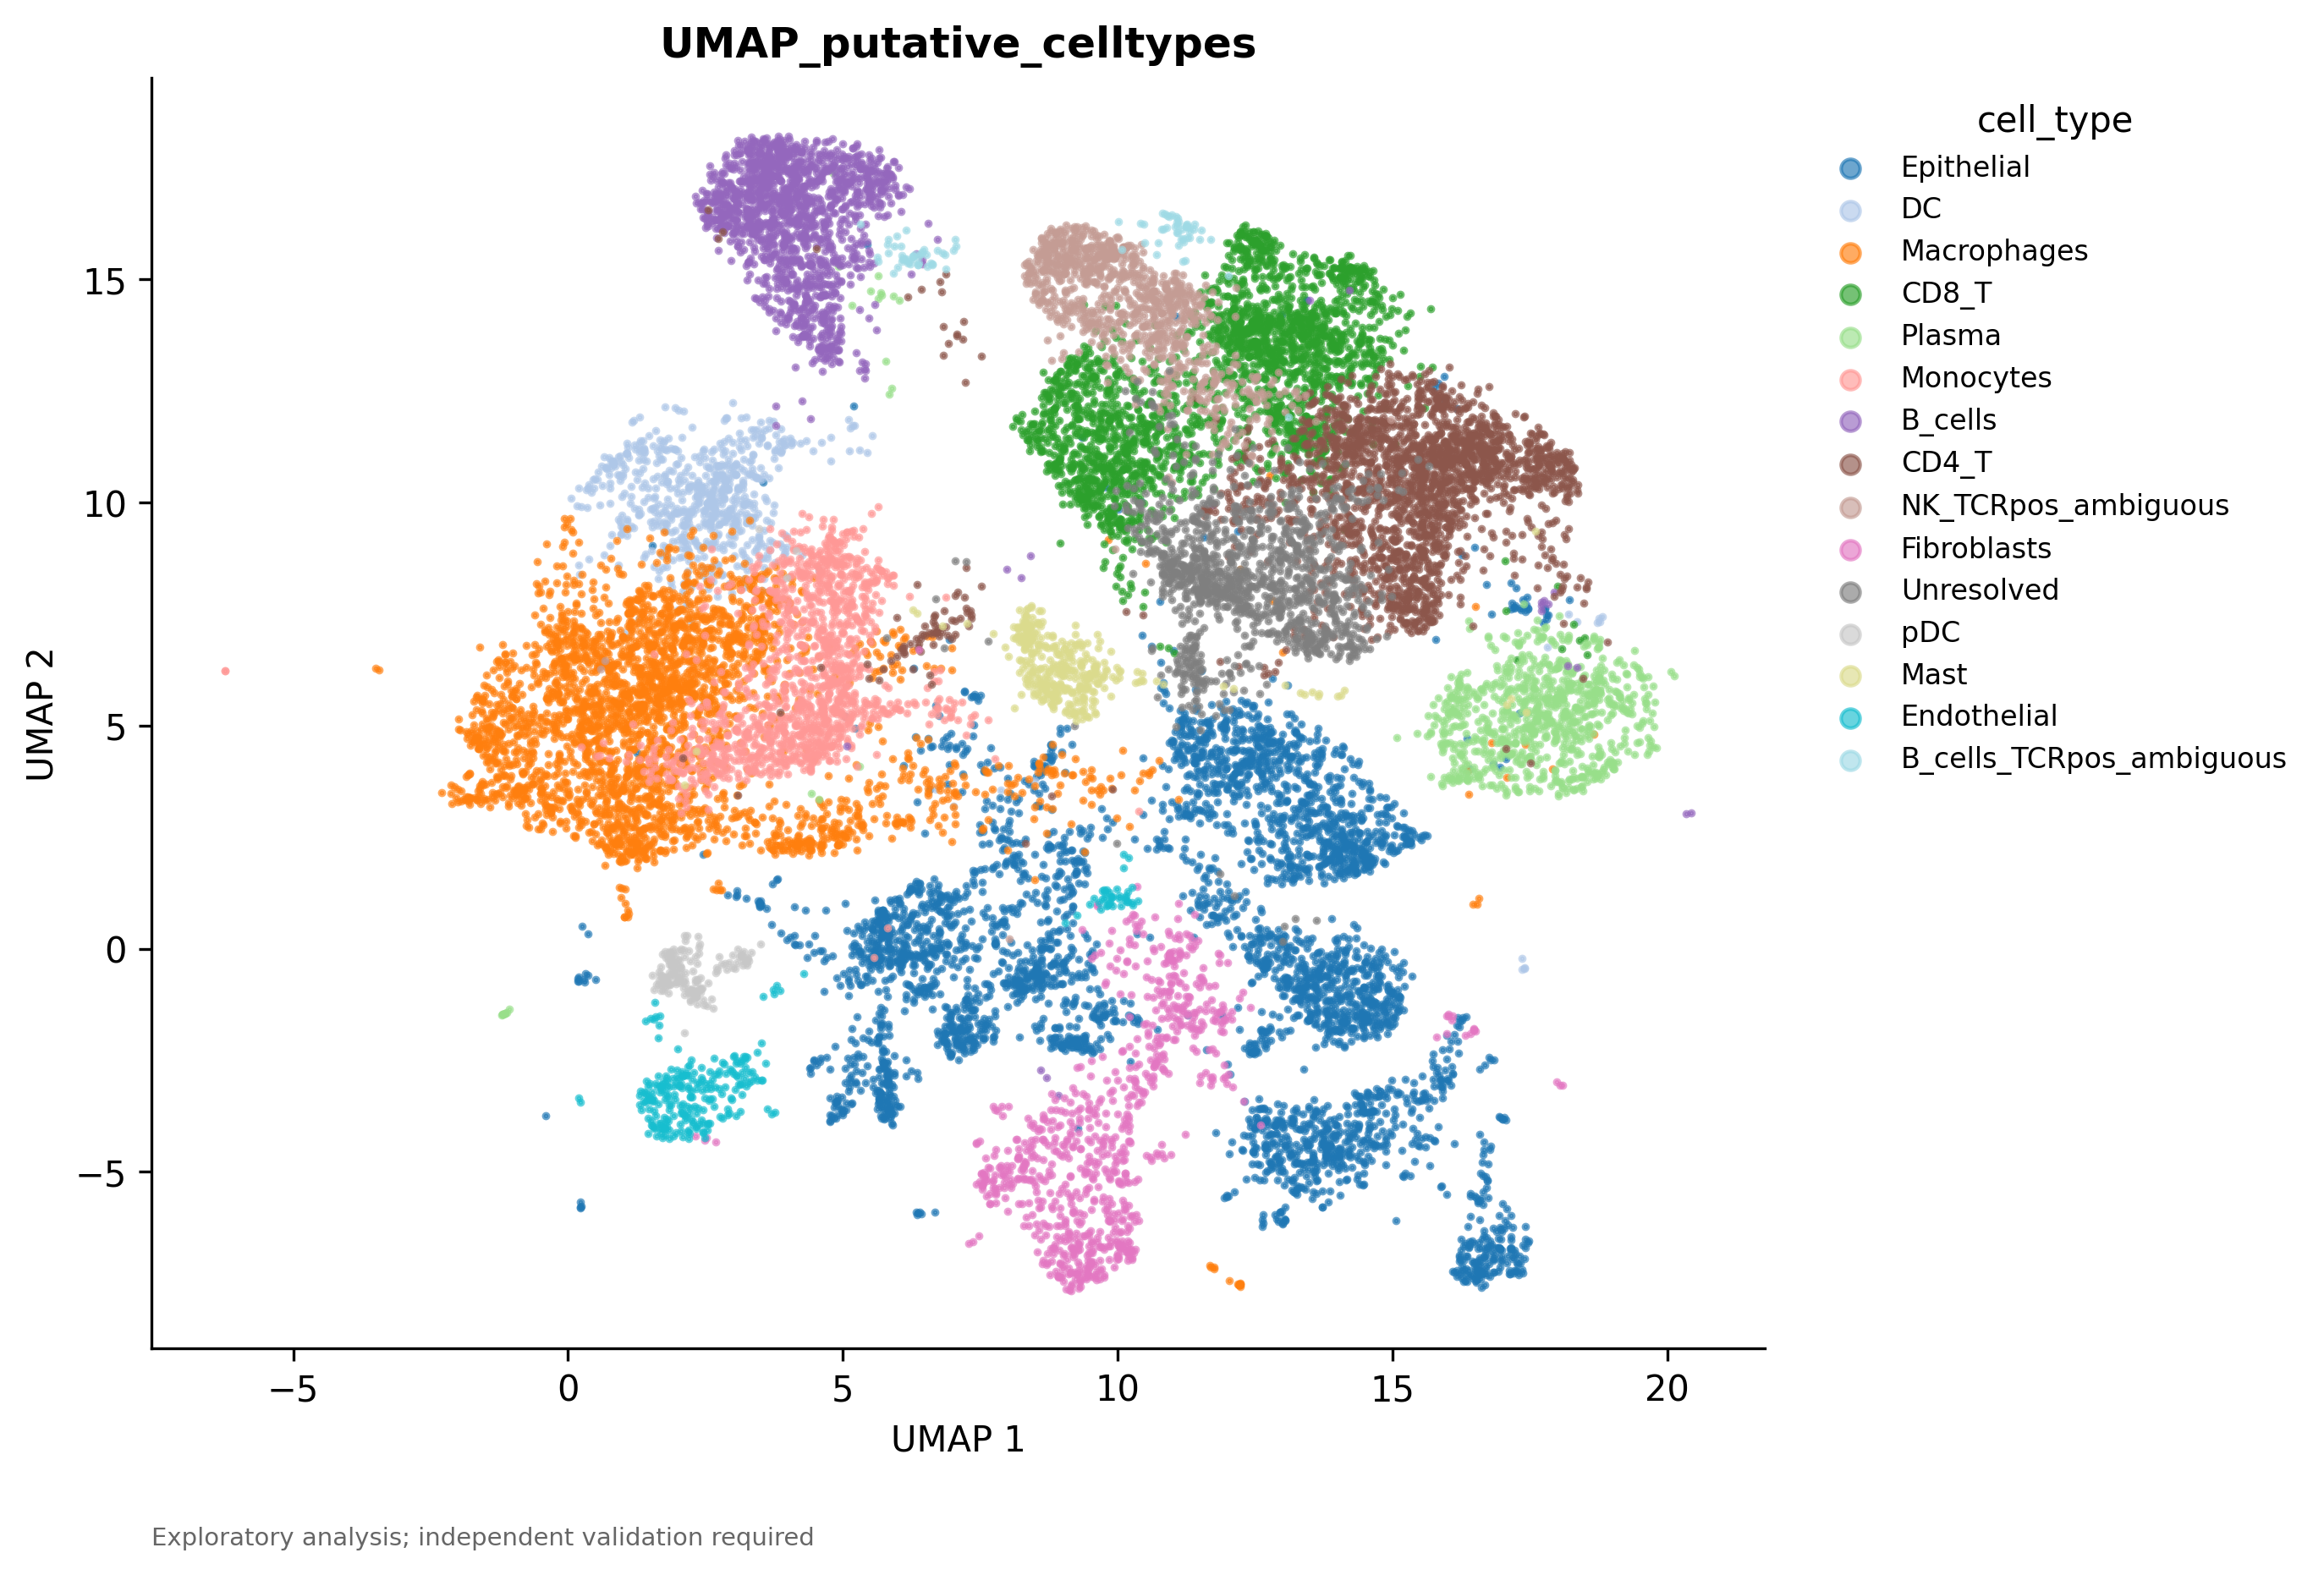 UMAP_putative_celltypes
cell_type
Epithelial
DC
Macrophages
CD8_T
Plasma
Monocytes
B_cells
CD4_T
NK_TCRpos_ambiguous
Fibroblasts
Unresolved
pDC
Mast
Endothelial
B_cells_TCRpos_ambiguous
UMAP 2
15
10
5
0
−5
−5 0 5 10 15 20
UMAP 1
Exploratory analysis; independent validation required